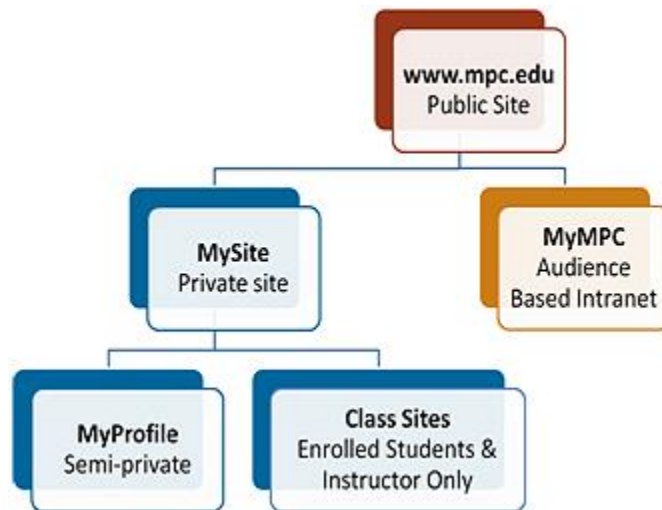 www.mpc.edu
Public Site
MySite
Private site
MyMPC
Audience
Based Intranet
MyProfile
Semi-private
Class Sites
Enrolled Students &
Instructor Only